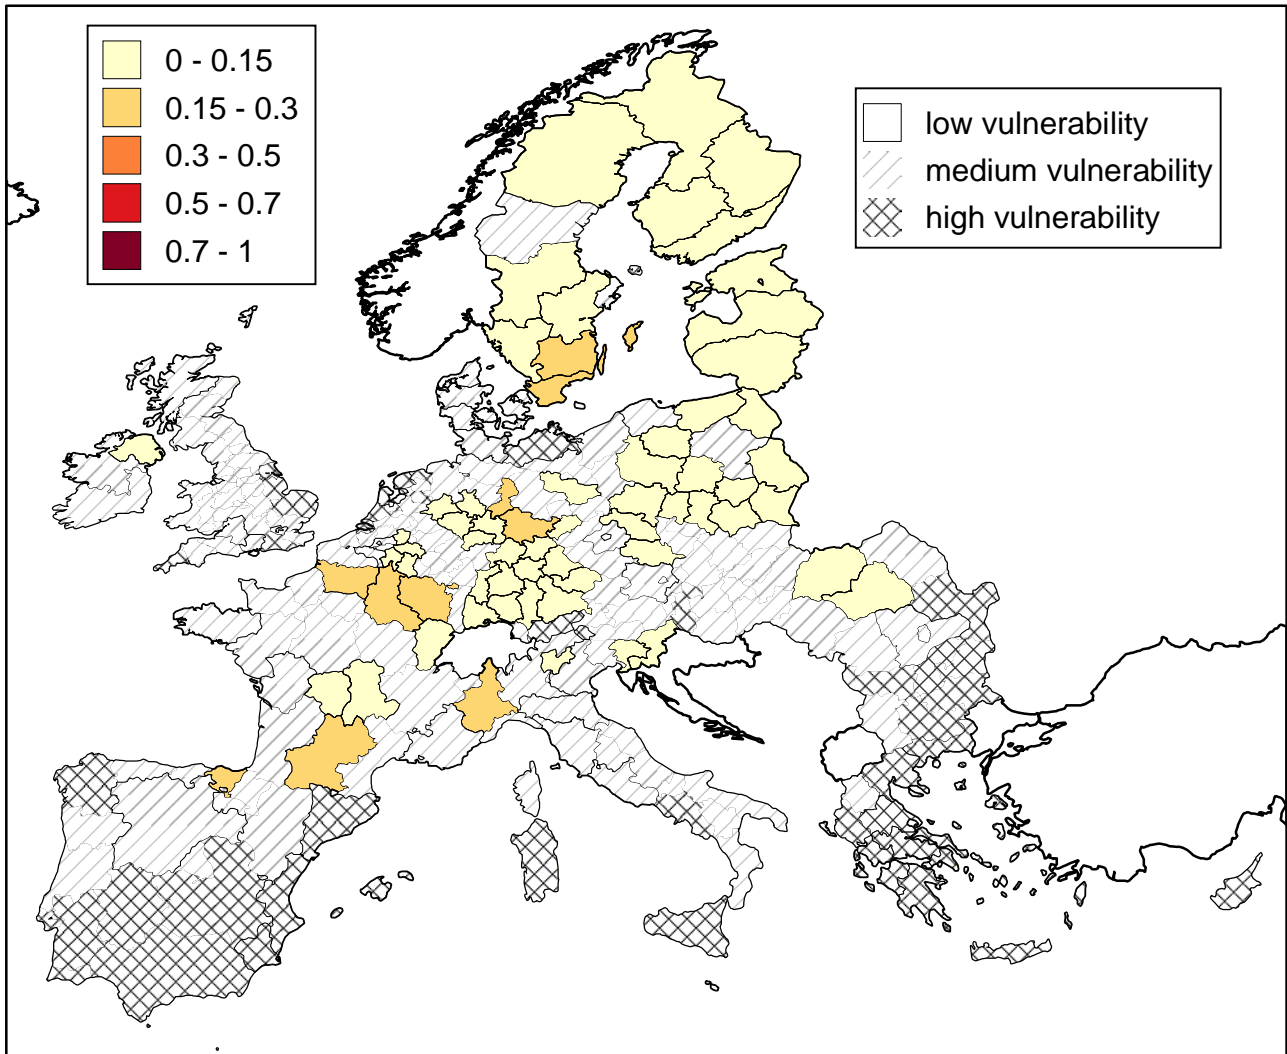 0 - 0.15
0.15 - 0.3
0.3 - 0.5
0.5 - 0.7
0.7 - 1
low vulnerability
medium vulnerability
high vulnerability